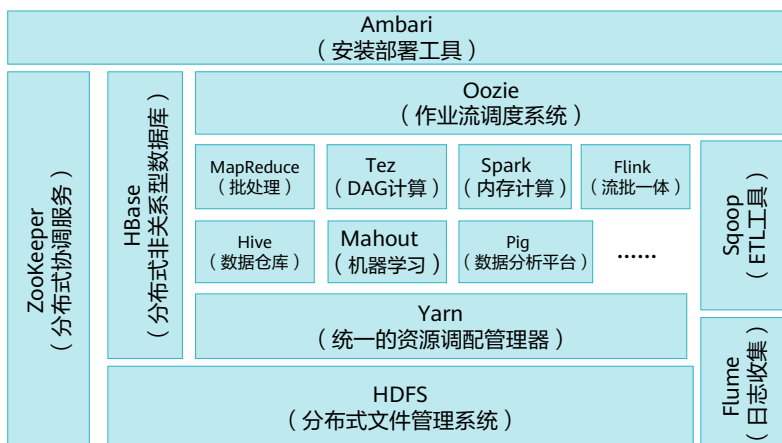 Ambari
（安装部署工具）
ZooKeeper
（分布式协调服务）
HBase
（分布式非关系型数据库）
Oozie
（作业流调度系统）
MapReduce
（批处理）
Tez
（DAG计算）
Spark
（内存计算）
Flink
（流批一体）
Sqoop
（ETL工具）
Hive
（数据仓库）
Mahout
（机器学习）
Pig
（数据分析平台）
……
Yarn
（统一的资源调配管理器）
Flume
（日志收集）
HDFS
（分布式文件管理系统）